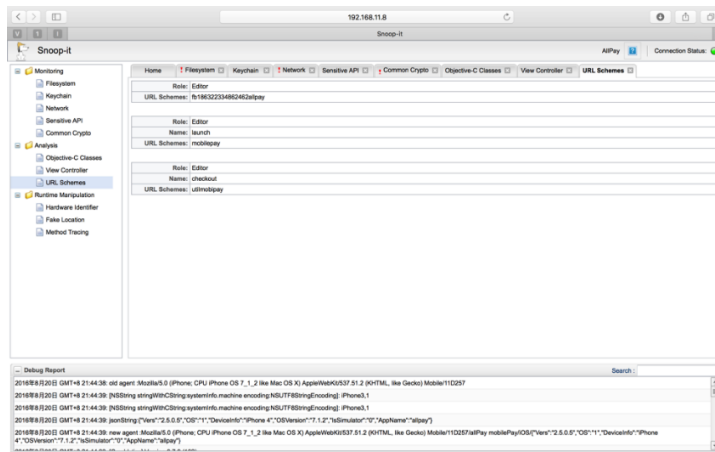 192.168.11.8
Snoop-it
Snoop-it
AllPay
Connection Status:
Monitoring
Filesystem
Keychain
Network
Sensitive API
Common Crypto
Analysis
Objective-C Classes
View Controller
URL Schemes
Runtime Manipulation
Hardware Identifier
Fake Location
Method Tracing
Home ! Filesystem Keychain ! Network Sensitive API ! Common Crypto Objective-C Classes View Controller URL Schemes
Role: Editor
URL Schemes: fb186322334862462allpay
Role: Editor
Name: launch
URL Schemes: mobilepay
Role: Editor
Name: checkout
URL Schemes: utilmobipay
Debug Report
Search :
2016年8月20日 GMT+8 21:44:38: old agent :Mozilla/5.0 (iPhone; CPU iPhone OS 7_1_2 like Mac OS X) AppleWebKit/537.51.2 (KHTML, like Gecko) Mobile/11D257
2016年8月20日 GMT+8 21:44:39: [NSString stringWithCString:systemInfo.machine encoding:NSUTF8StringEncoding]: iPhone3,1
2016年8月20日 GMT+8 21:44:39: [NSString stringWithCString:systemInfo.machine encoding:NSUTF8StringEncoding]: iPhone3,1
2016年8月20日 GMT+8 21:44:39: jsonString:{"Vers":"2.5.0.5","OS":"1","DeviceInfo":"iPhone 4","OSVersion":"7.1.2","IsSimulator":"0","AppName":"allpay"}
2016年8月20日 GMT+8 21:44:39: new agent :Mozilla/5.0 (iPhone; CPU iPhone OS 7_1_2 like Mac OS X) AppleWebKit/537.51.2 (KHTML, like Gecko) Mobile/11D257/allPay mobilePay/iOS/{"Vers":"2.5.0.5","OS":"1","DeviceInfo":"iPhone
4","OSVersion":"7.1.2","IsSimulator":"0","AppName":"allpay"}